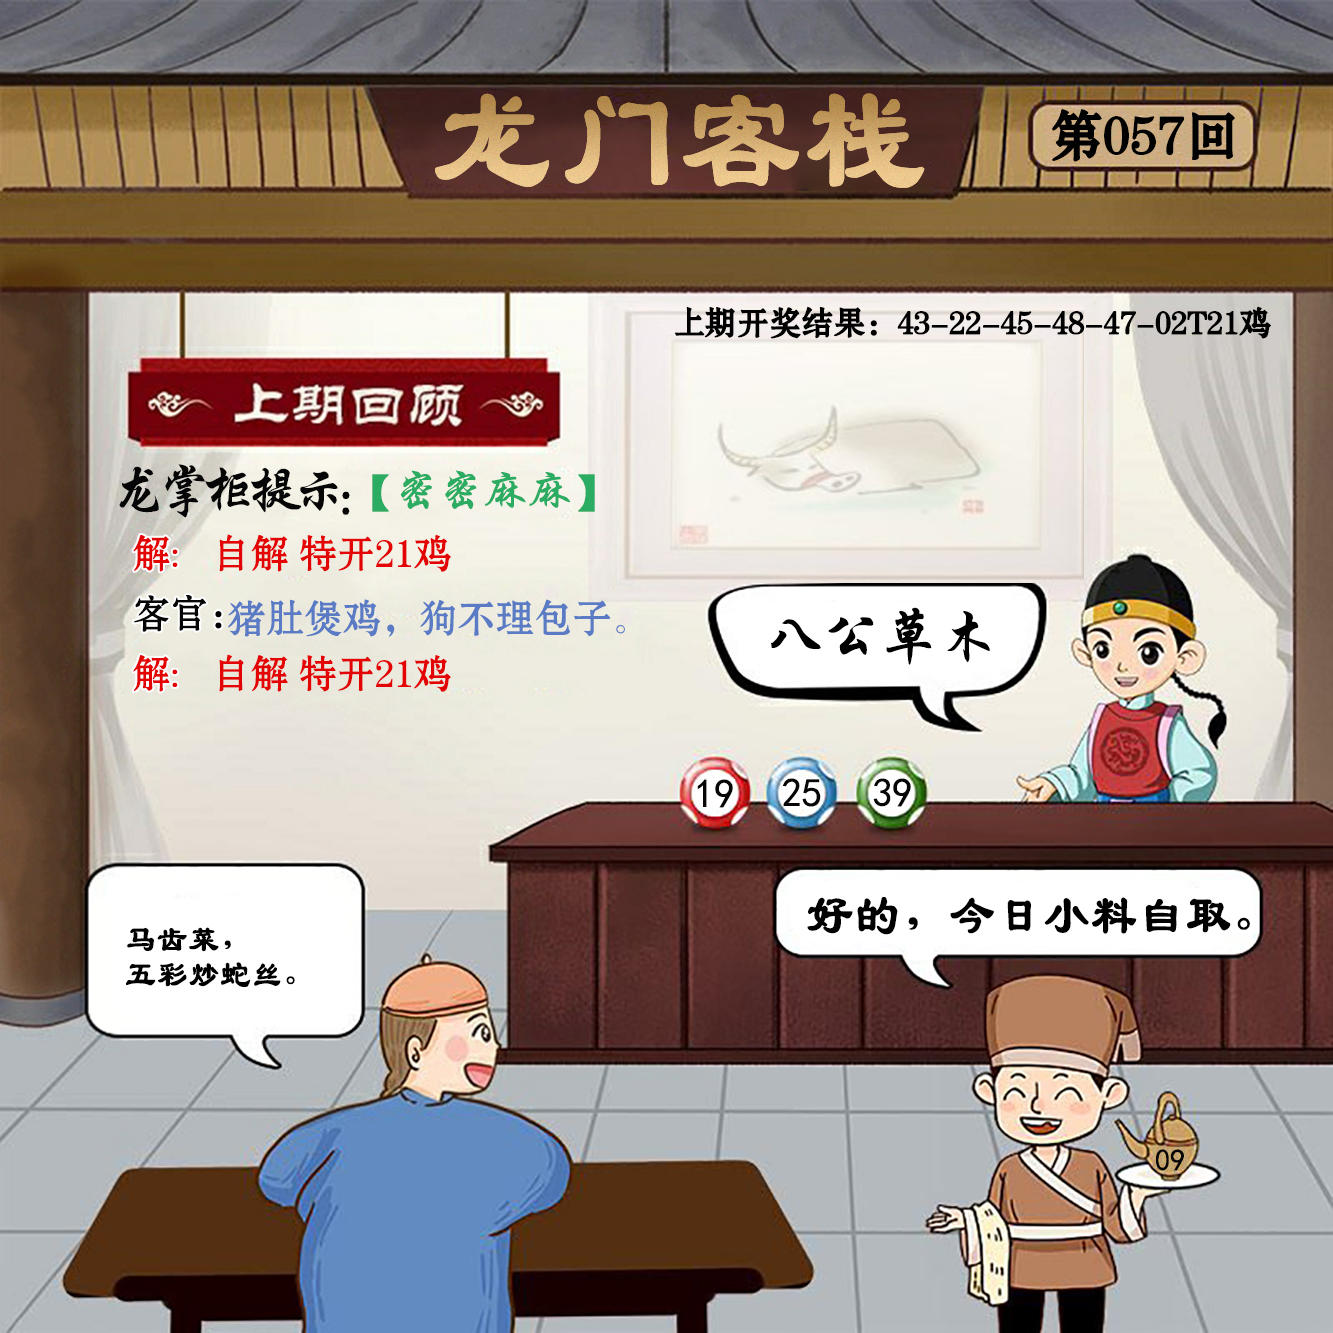 龙门客栈
第057回
上期开奖结果：43-22-45-48-47-02T21鸡
上期回顾
龙掌柜提示：【密密麻麻】
解： 自解 特开21鸡
客官：猪肚煲鸡，狗不理包子。
解： 自解 特开21鸡
八公草木
19 25 39
好的，今日小料自取。
马齿菜，
五彩炒蛇丝。
09